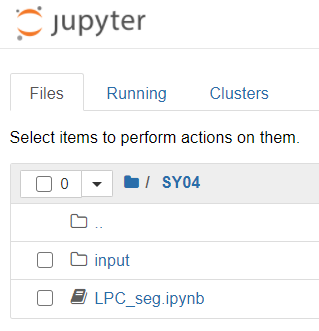 jupyter
Files Running Clusters
Select items to perform actions on them.
0 / SY04
..
input
LPC_seg.ipynb